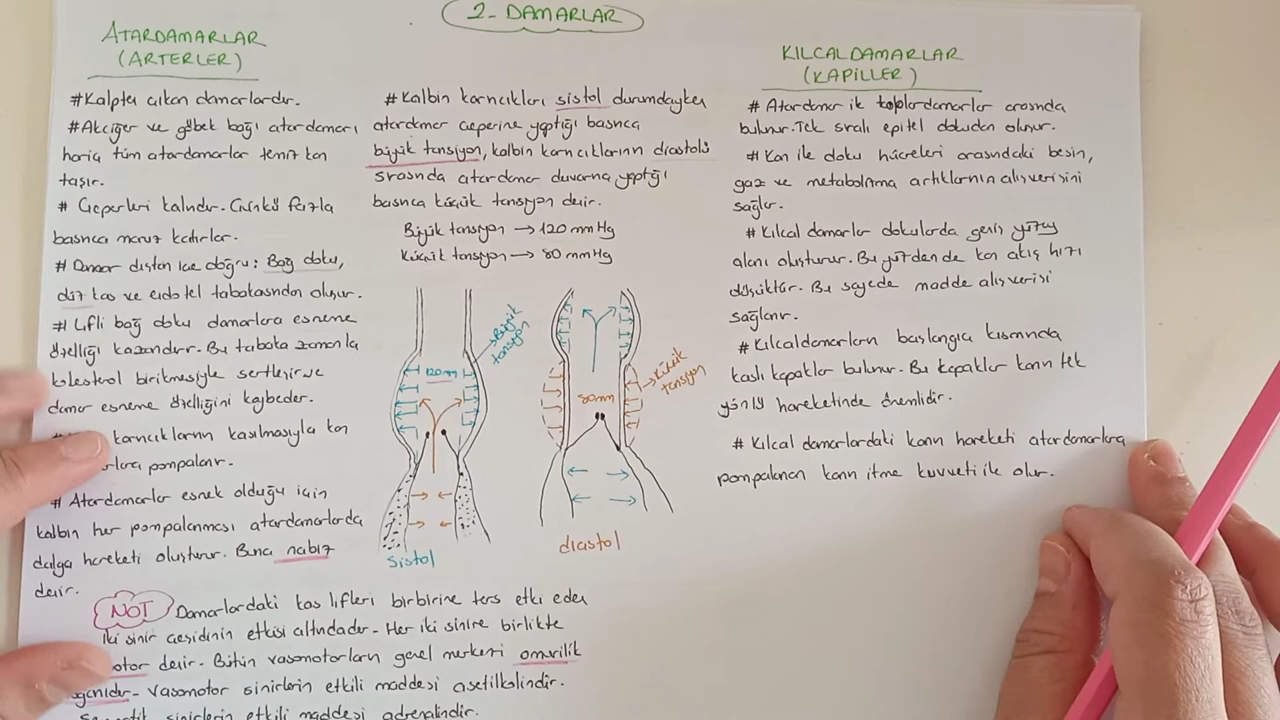 2- DAMARLAR
ATARDAMARLAR
(ARTERLER)
#Kalpten çıkan damarlardır.
#Akciğer ve göbek bağı atardamarı
hariç tüm atardamarlar temiz kan
taşır.
# Çeperleri kalındır. Çünkü fazla
basınca maruz kalırlar.
# Damar dıştan içe doğru: Bağ doku,
düz kas ve endotel tabakasından oluşur.
# Lifli bağ doku damarlara esneme
özelliği kazandırır. Bu tabaka zamanla
kolesterol birikmesiyle sertleşir ve
damar esneme özelliğini kaybeder.
karıncıkların kasılmasıyla kan
pompalanır.
# Atardamarlar esnek olduğu için
kalbin her pompalanması atardamarlarda
dalga hareketi oluşturur. Buna nabız
denir.
# Kalbin karıncıkları sistol durumdayken
atardamar çeperine yaptığı basınca
büyük tansiyon, kalbin karıncıklarının diastolü
sırasında atardamar duvarına yaptığı
basınca küçük tansiyon denir.
Büyük tansiyon → 120 mmHg
Küçük tansiyon → 80 mmHg
Büyük
tansiyon
120mm
sistol
Küçük
tansiyon
80mm
diastol
NOT Damarlardaki kas lifleri birbirine ters etki eden
iki sinir çeşidinin etkisi altındadır. Her iki sinire birlikte
motor denir. Bütün vasomotorların genel merkezi omurilik
Vasomotor sinirlerin etkili maddesi asetilkolindir.
sinirlerin etkili maddesi adrenalindir.
KILCALDAMARLAR
(KAPİLLER)
# Atardamar ile toplardamarlar arasında
bulunur. Tek sıralı epitel dokudan oluşur.
# Kan ile doku hücreleri arasındaki besin,
gaz ve metabolizma artıklarının alışverişini
sağlar.
# Kılcal damarlar dokularda geniş yüzey
alanı oluşturur. Bu yüzden de kan akış hızı
düşüktür. Bu sayede madde alışverişi
sağlanır.
# Kılcaldamarların başlangıç kısmında
kaslı kapaklar bulunur. Bu kapaklar kanın tek
yönlü hareketinde önemlidir.
# Kılcal damarlardaki kanın hareketi atardamarlara
pompalanan kanın itme kuvveti ile olur.